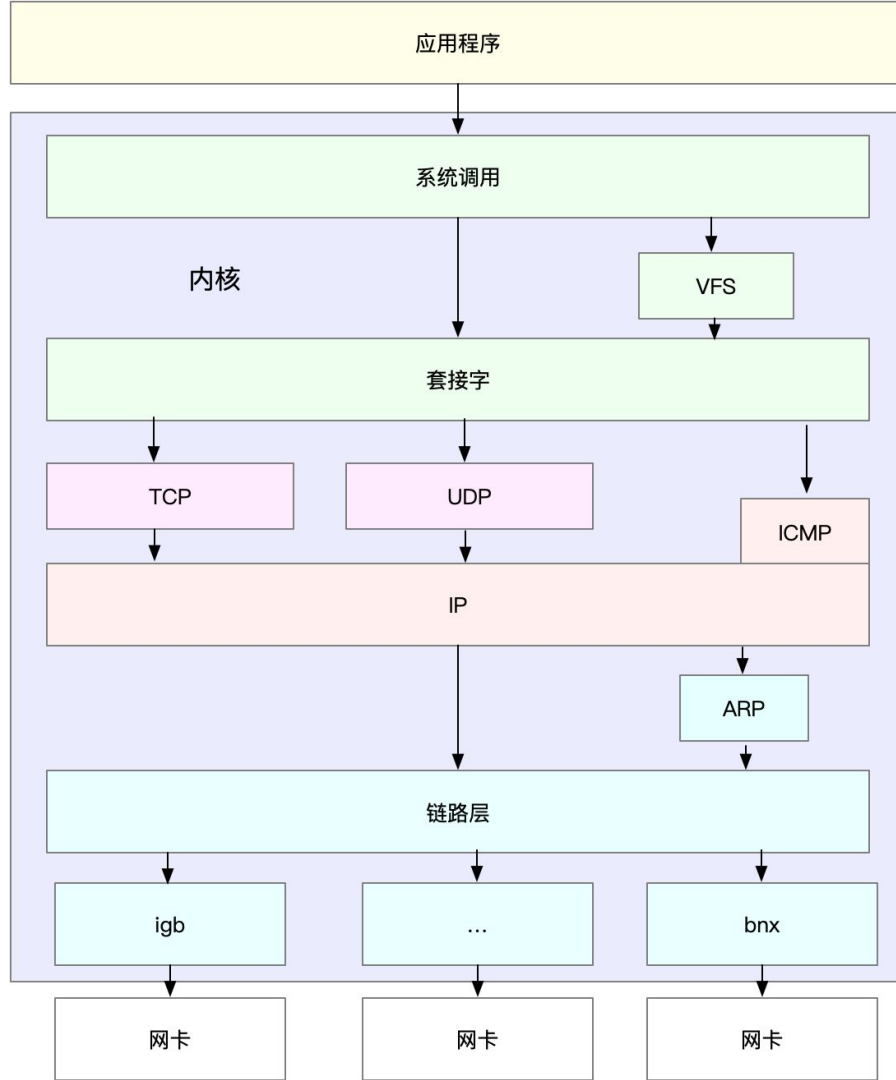 应用程序
系统调用
内核
VFS
套接字
TCP
UDP
ICMP
IP
ARP
链路层
igb
...
bnx
网卡
网卡
网卡